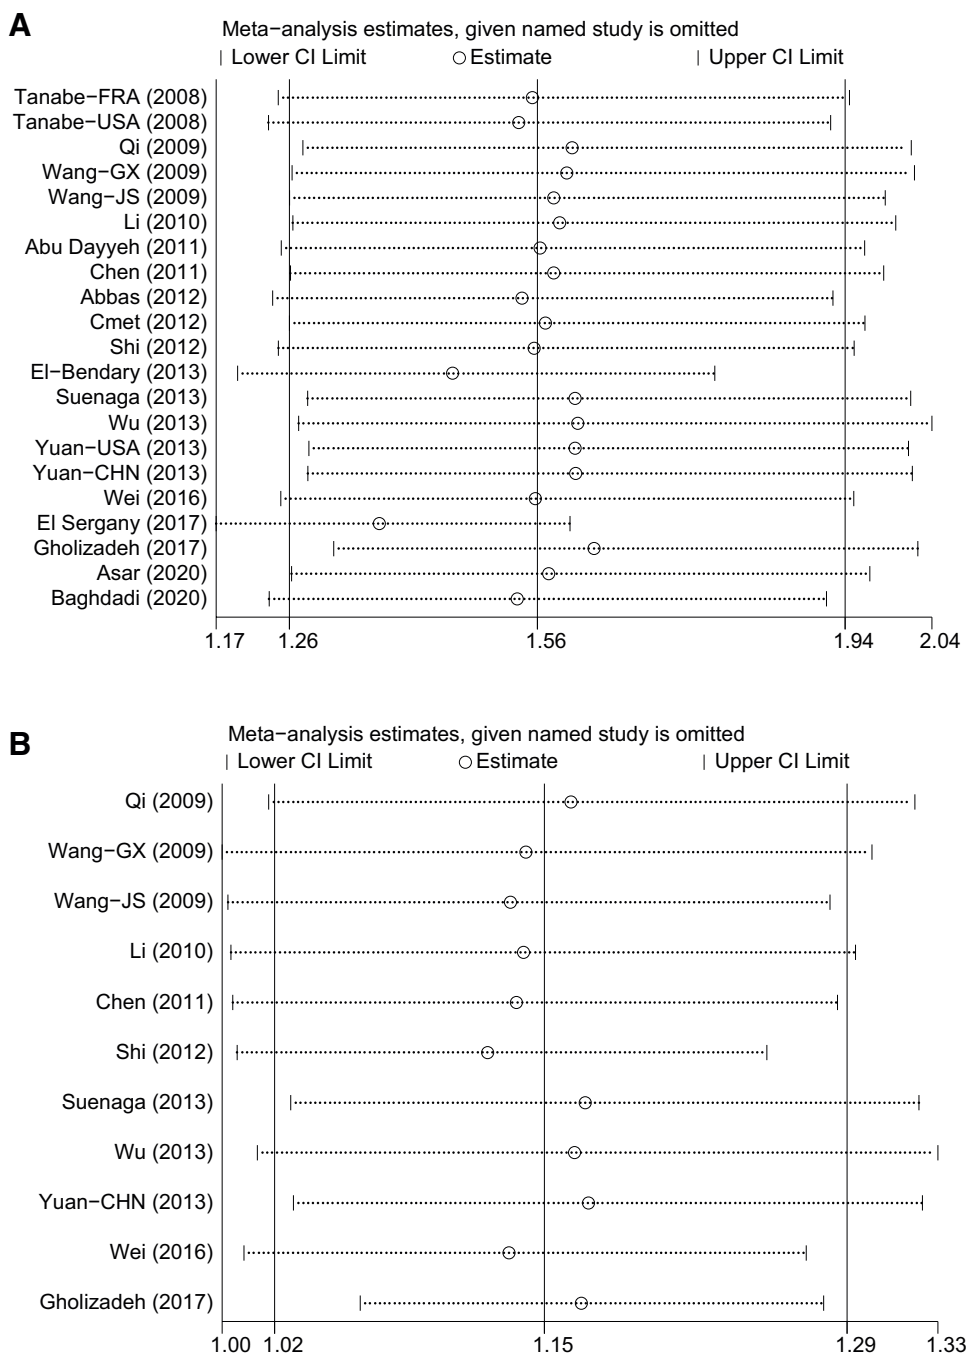 A
Meta−analysis estimates, given named study is omitted
| Lower CI Limit ○ Estimate | Upper CI Limit
Tanabe−FRA (2008)
Tanabe−USA (2008)
Qi (2009)
Wang−GX (2009)
Wang−JS (2009)
Li (2010)
Abu Dayyeh (2011)
Chen (2011)
Abbas (2012)
Cmet (2012)
Shi (2012)
El−Bendary (2013)
Suenaga (2013)
Wu (2013)
Yuan−USA (2013)
Yuan−CHN (2013)
Wei (2016)
El Sergany (2017)
Gholizadeh (2017)
Asar (2020)
Baghdadi (2020)
1.17 1.26 1.56 1.94 2.04
B
Meta−analysis estimates, given named study is omitted
| Lower CI Limit ○ Estimate | Upper CI Limit
Qi (2009)
Wang−GX (2009)
Wang−JS (2009)
Li (2010)
Chen (2011)
Shi (2012)
Suenaga (2013)
Wu (2013)
Yuan−CHN (2013)
Wei (2016)
Gholizadeh (2017)
1.00 1.02 1.15 1.29 1.33